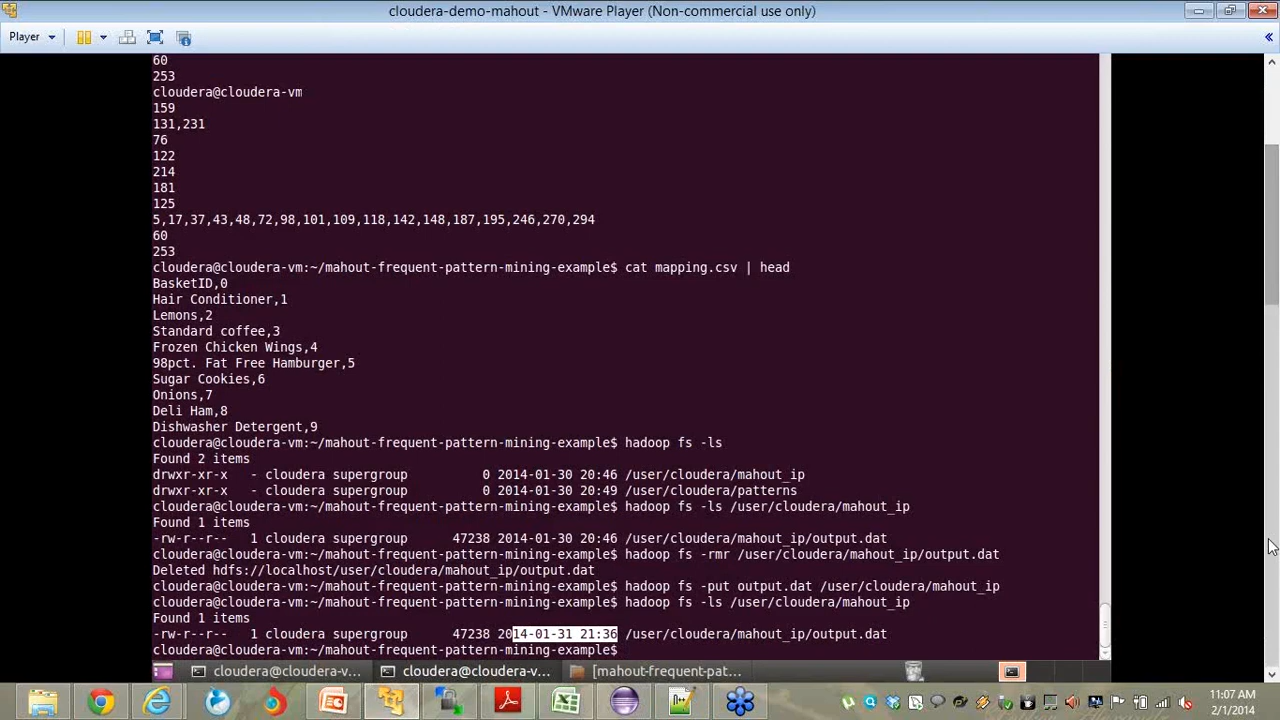 cloudera-demo-mahout - VMware Player (Non-commercial use only)
Player
60
253
cloudera@cloudera-vm
159
131,231
76
122
214
181
125
5,17,37,43,48,72,98,101,109,118,142,148,187,195,246,270,294
60
253
cloudera@cloudera-vm:~/mahout-frequent-pattern-mining-example$ cat mapping.csv | head
BasketID,0
Hair Conditioner,1
Lemons,2
Standard coffee,3
Frozen Chicken Wings,4
98pct. Fat Free Hamburger,5
Sugar Cookies,6
Onions,7
Deli Ham,8
Dishwasher Detergent,9
cloudera@cloudera-vm:~/mahout-frequent-pattern-mining-example$ hadoop fs -ls
Found 2 items
drwxr-xr-x   - cloudera supergroup          0 2014-01-30 20:46 /user/cloudera/mahout_ip
drwxr-xr-x   - cloudera supergroup          0 2014-01-30 20:49 /user/cloudera/patterns
cloudera@cloudera-vm:~/mahout-frequent-pattern-mining-example$ hadoop fs -ls /user/cloudera/mahout_ip
Found 1 items
-rw-r--r--   1 cloudera supergroup      47238 2014-01-30 20:46 /user/cloudera/mahout_ip/output.dat
cloudera@cloudera-vm:~/mahout-frequent-pattern-mining-example$ hadoop fs -rmr /user/cloudera/mahout_ip/output.dat
Deleted hdfs://localhost/user/cloudera/mahout_ip/output.dat
cloudera@cloudera-vm:~/mahout-frequent-pattern-mining-example$ hadoop fs -put output.dat /user/cloudera/mahout_ip
cloudera@cloudera-vm:~/mahout-frequent-pattern-mining-example$ hadoop fs -ls /user/cloudera/mahout_ip
Found 1 items
-rw-r--r--   1 cloudera supergroup      47238 2014-01-31 21:36 /user/cloudera/mahout_ip/output.dat
cloudera@cloudera-vm:~/mahout-frequent-pattern-mining-example$
cloudera@cloudera-v... cloudera@cloudera-v... [mahout-frequent-pat...
11:07 AM
2/1/2014